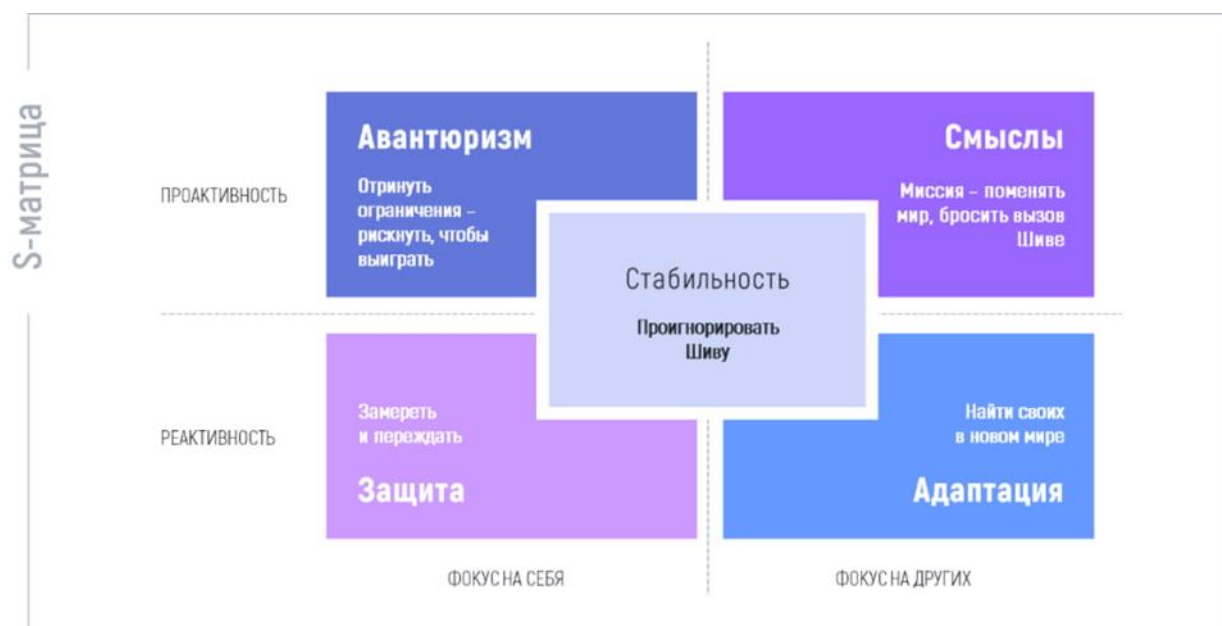 S-матрица
ПРОАКТИВНОСТЬ
Авантюризм
Отринуть
ограничения –
рискнуть, чтобы
выиграть
Смыслы
Миссия – поменять
мир, бросить вызов
Шиве
Стабильность
Проигнорировать
Шиву
РЕАКТИВНОСТЬ
Замереть
и переждать
Защита
Найти своих
в новом мире
Адаптация
ФОКУС НА СЕБЯ
ФОКУС НА ДРУГИХ